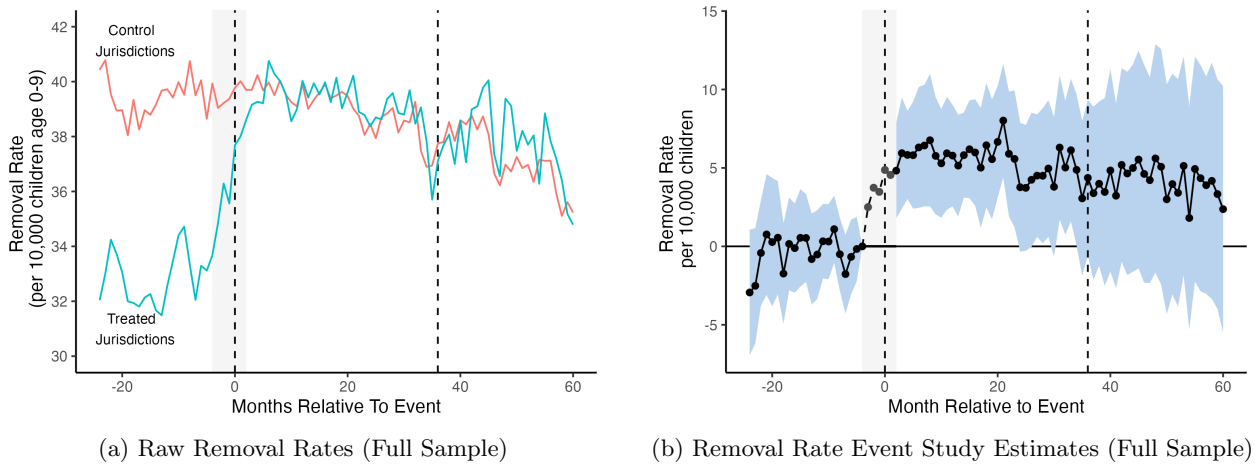 42
40
38
36
34
32
30
Removal Rate
(per 10,000 children age 0-9)
Control
Jurisdictions
Treated
Jurisdictions
-20
0
20
40
60
Months Relative To Event
(a) Raw Removal Rates (Full Sample)
15
10
5
0
-5
Removal Rate
per 10,000 children
-20
0
20
40
60
Month Relative to Event
(b) Removal Rate Event Study Estimates (Full Sample)